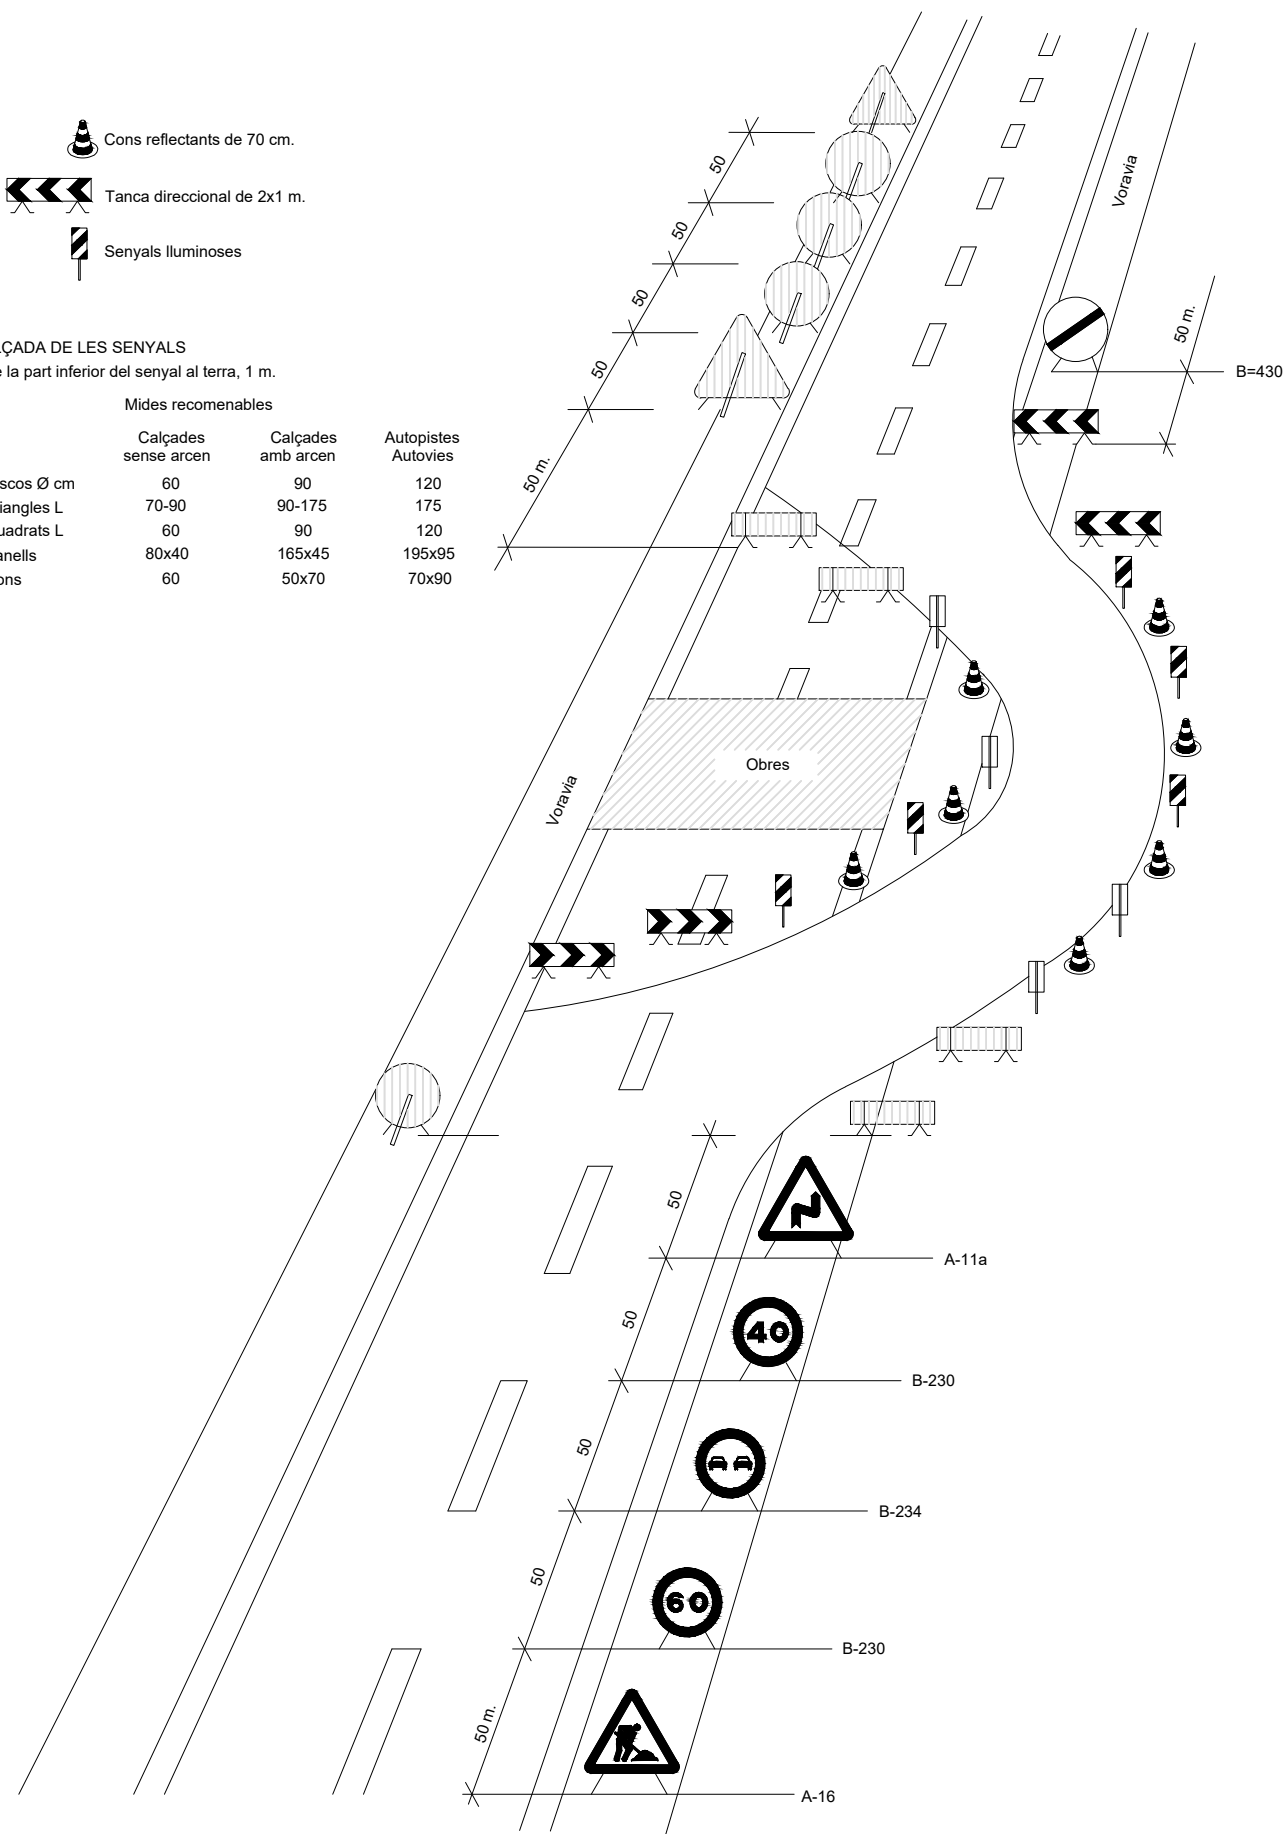 Cons reflectants de 70 cm.
Tanca direccional de 2x1 m.
Senyals lluminoses
LÇADA DE LES SENYALS
e la part inferior del senyal al terra, 1 m.
Mides recomenables
Calçades sense arcen
Calçades amb arcen
Autopistes Autovies
iscos Ø cm 60 90 120
iangles L 70-90 90-175 175
uadrats L 60 90 120
anells 80x40 165x45 195x95
ons 60 50x70 70x90
50
50
50
50
50 m.
Voravia
50 m.
B=430
Obres
Voravia
50
A-11a
50
40
B-230
50
B-234
50
60
B-230
50 m.
A-16